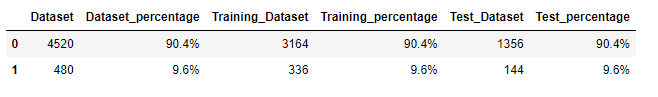 Dataset Dataset_percentage Training_Dataset Training_percentage Test_Dataset Test_percentage
0 4520 90.4% 3164 90.4% 1356 90.4%
1 480 9.6% 336 9.6% 144 9.6%